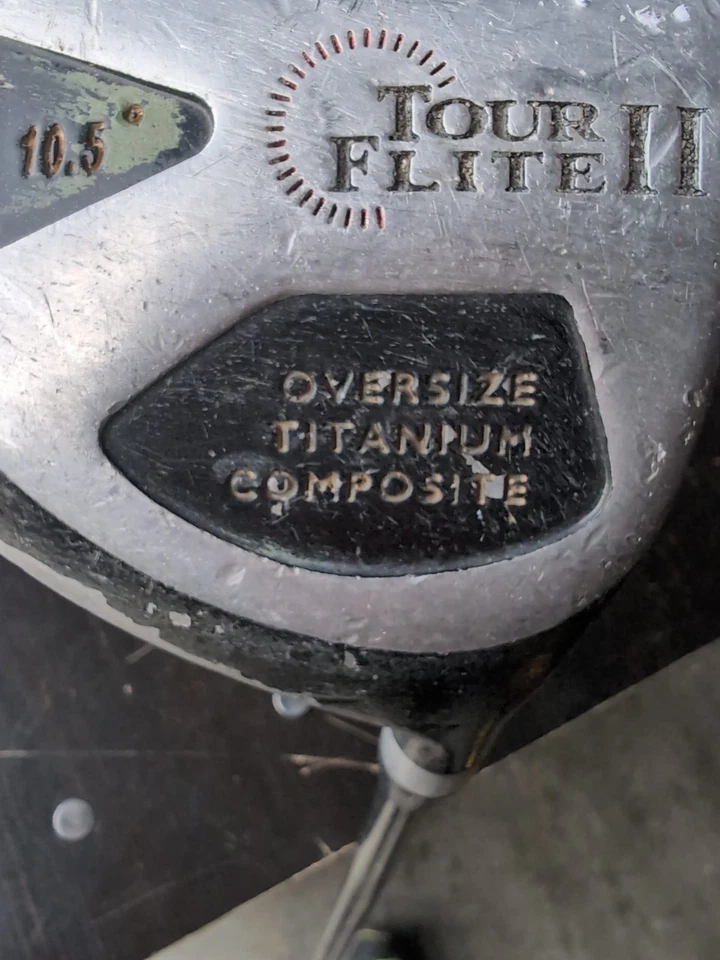 10.5°
TOUR
FLITE II
OVERSIZE
TITANIUM
COMPOSITE